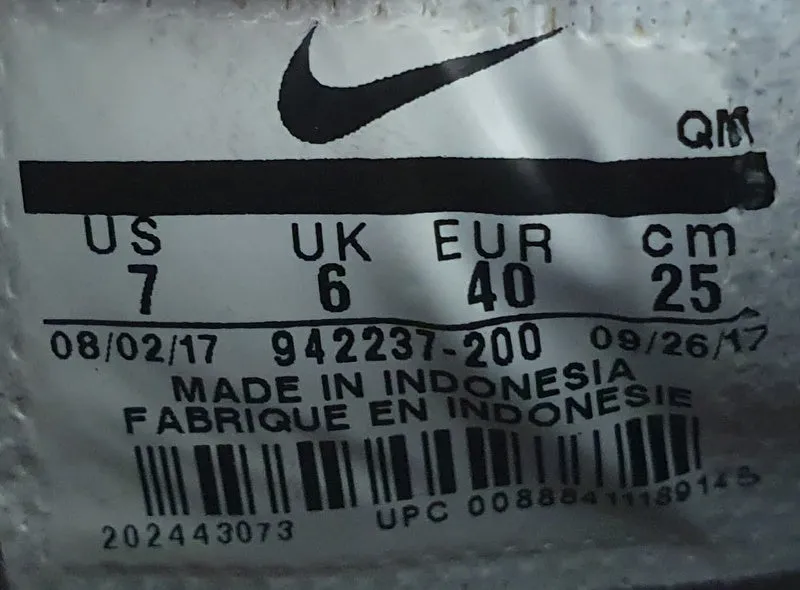 QM
US UK EUR cm
7 6 40 25
08/02/17 942237-200 09/26/17
MADE IN INDONESIA
FABRIQUE EN INDONESIE
202443073 UPC